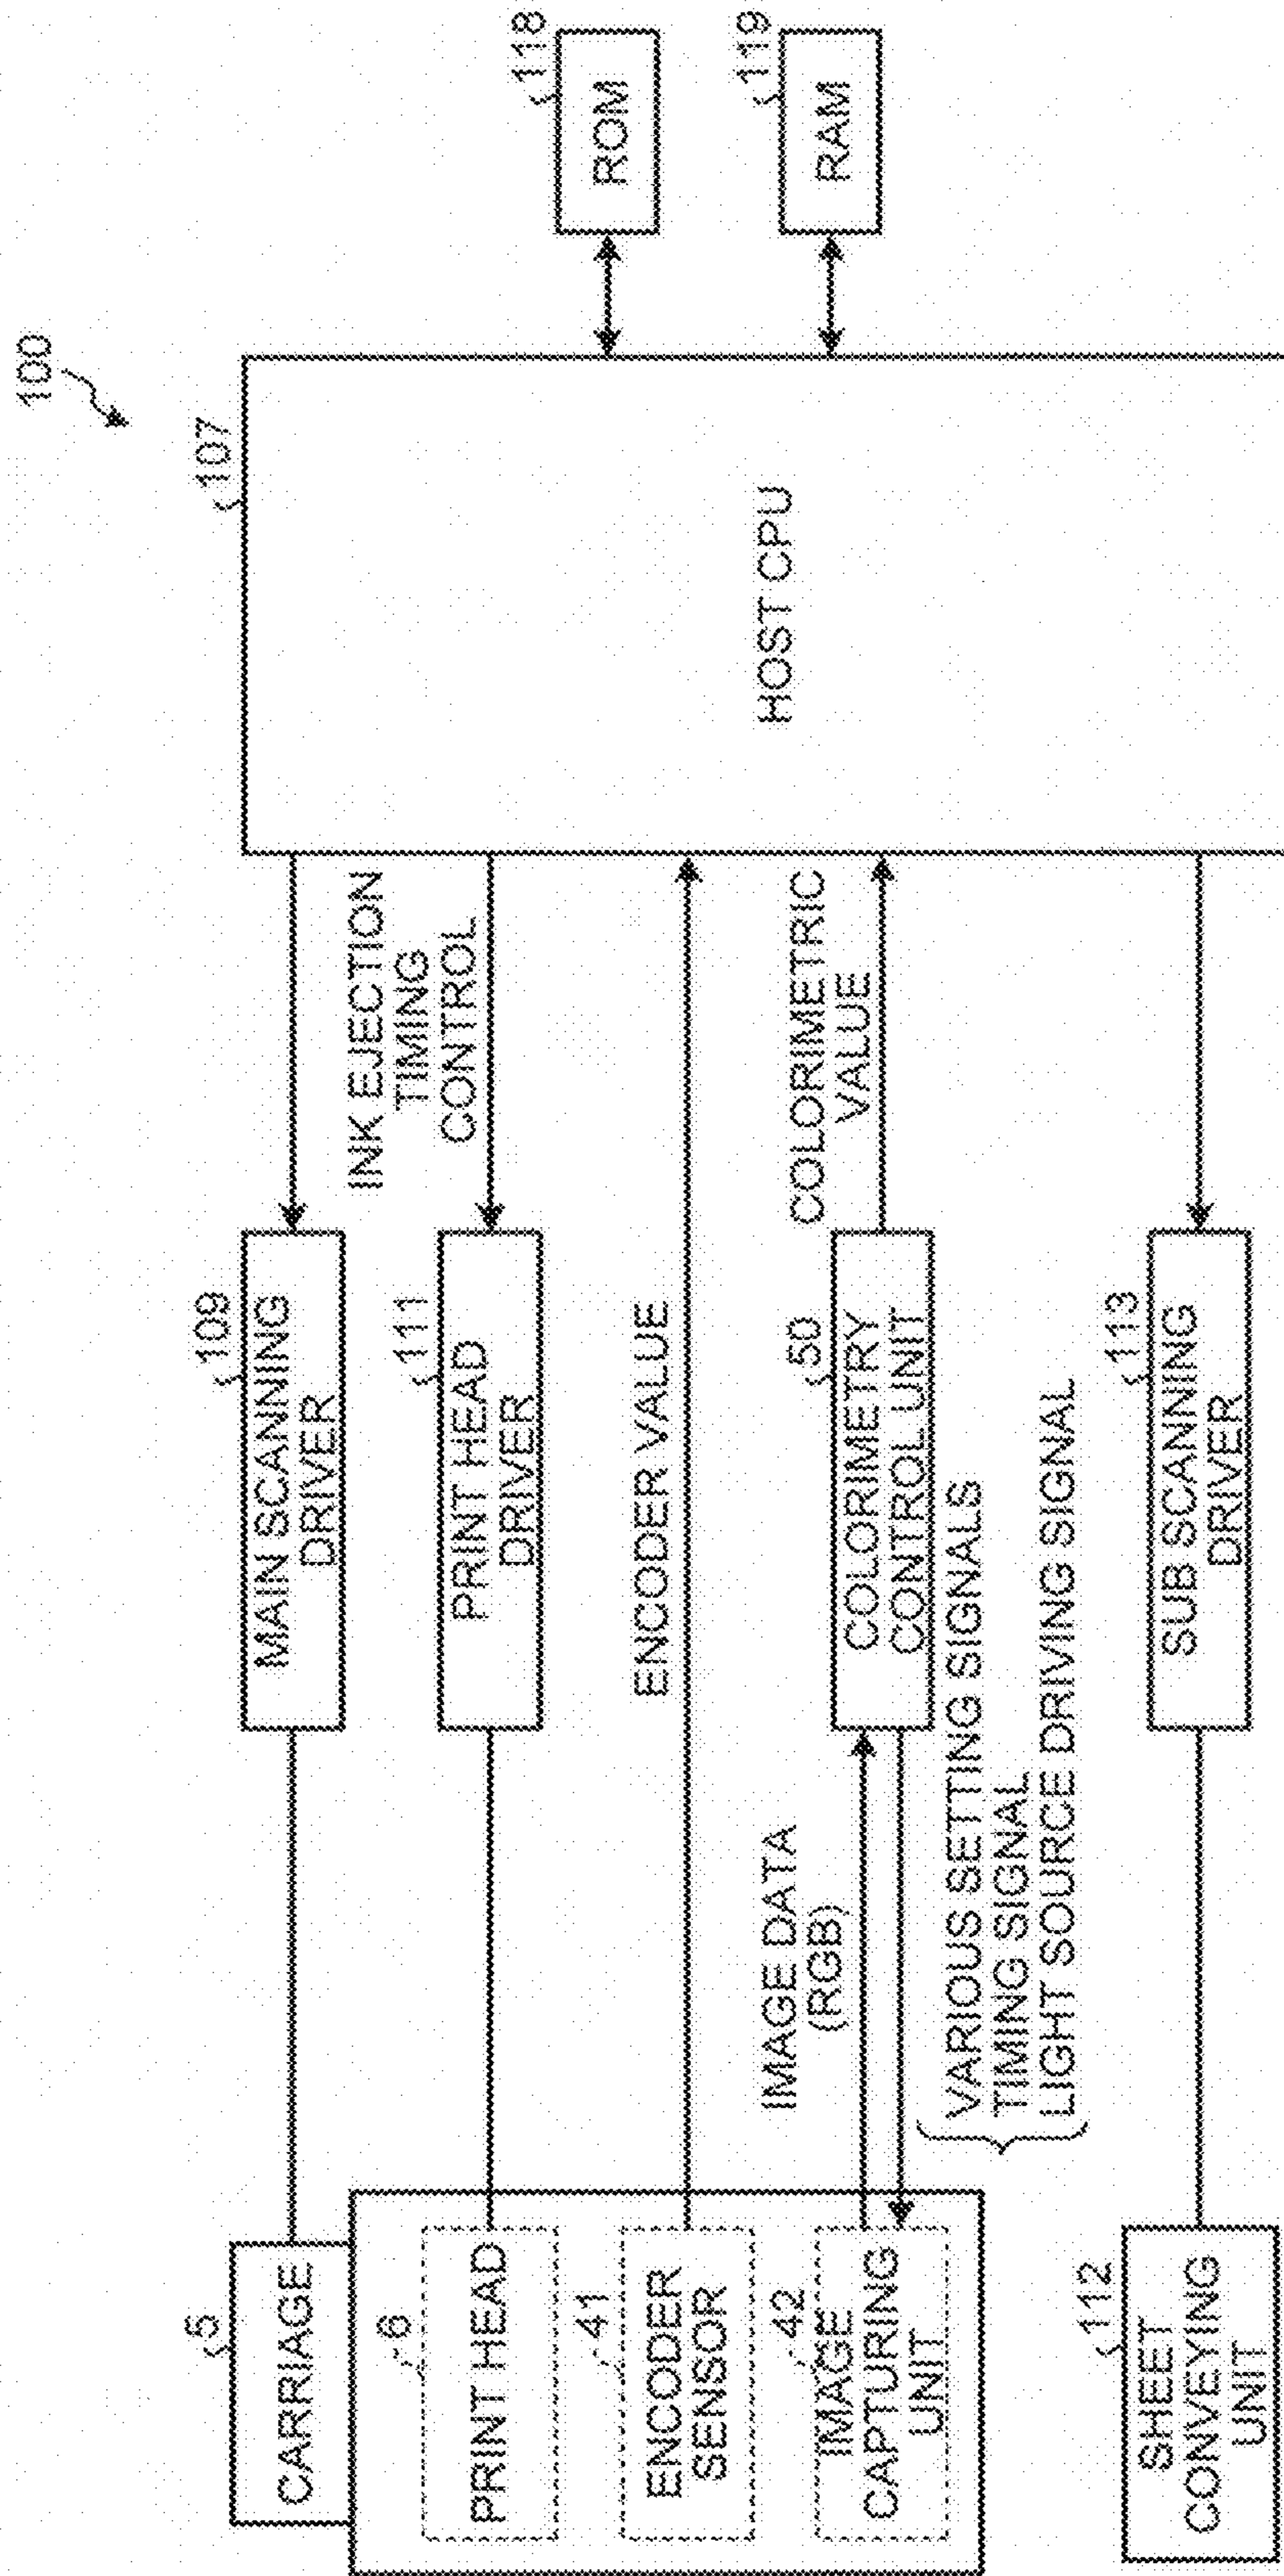 100
5
CARRIAGE
6
PRINT HEAD
41
ENCODER
SENSOR
42
IMAGE
CAPTURING
UNIT
112
SHEET
CONVEYING
UNIT
109
MAIN SCANNING
DRIVER
111
PRINT HEAD
DRIVER
INK EJECTION
TIMING
CONTROL
ENCODER VALUE
IMAGE DATA
(RGB)
50
COLORIMETRY
CONTROL UNIT
COLORIMETRIC
VALUE
VARIOUS SETTING SIGNALS
TIMING SIGNAL
LIGHT SOURCE DRIVING SIGNAL
113
SUB SCANNING
DRIVER
107
HOST CPU
118
ROM
119
RAM